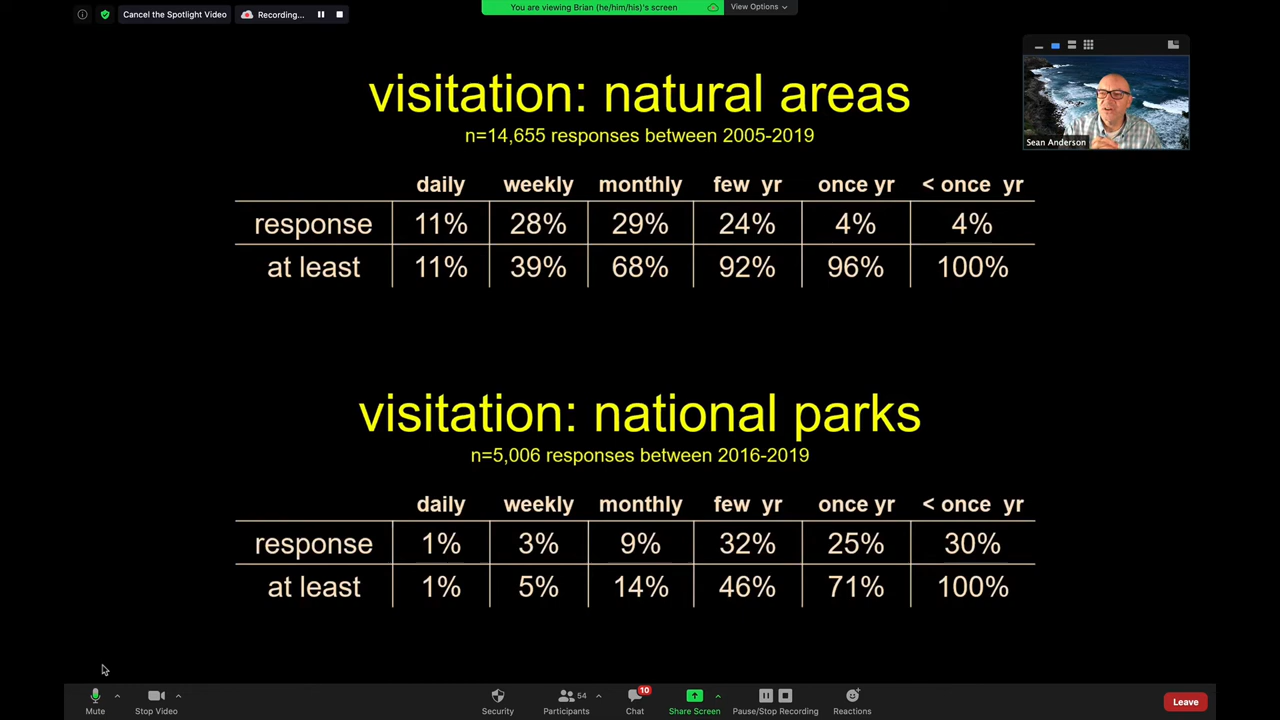 Cancel the Spotlight Video
Recording...
You are viewing Brian (he/him/his)'s screen
View Options
visitation: natural areas
n=14,655 responses between 2005-2019
daily weekly monthly few yr once yr < once yr
response 11% 28% 29% 24% 4% 4%
at least 11% 39% 68% 92% 96% 100%
Sean Anderson
visitation: national parks
n=5,006 responses between 2016-2019
daily weekly monthly few yr once yr < once yr
response 1% 3% 9% 32% 25% 30%
at least 1% 5% 14% 46% 71% 100%
Mute
Stop Video
Security
54
Participants
10
Chat
Share Screen
Pause/Stop Recording
Reactions
Leave